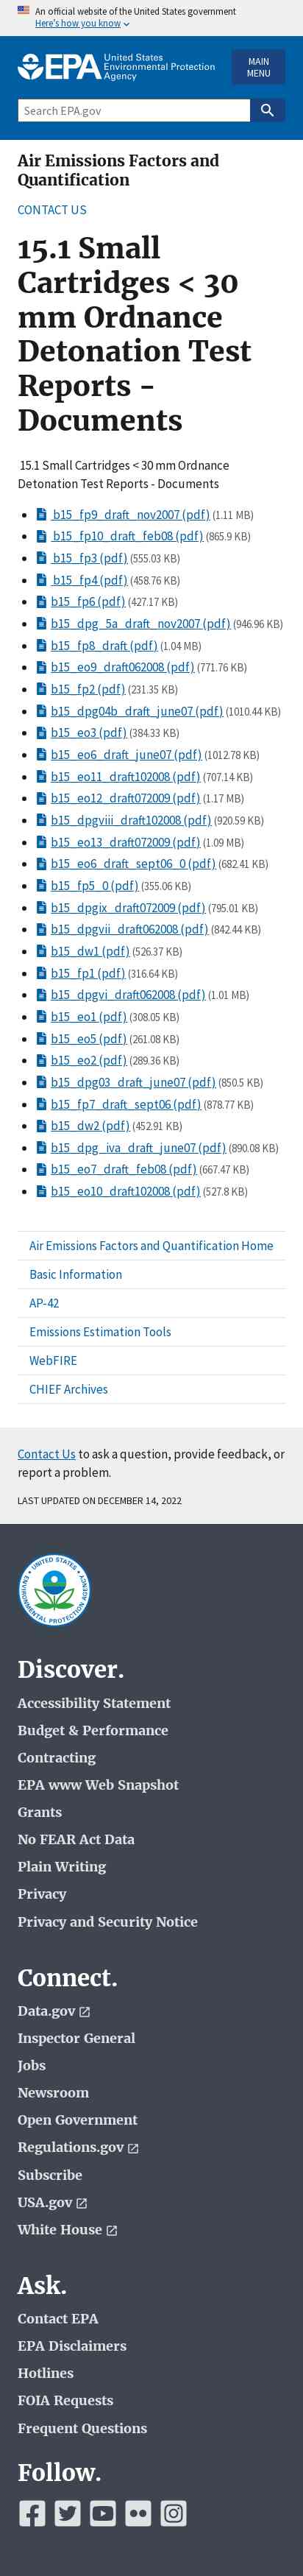 An official website of the United States government
Here's how you know
EPA United States
Environmental Protection
Agency
MAIN
MENU
Search EPA.gov
Air Emissions Factors and
Quantification
CONTACT US
15.1 Small
Cartridges < 30
mm Ordnance
Detonation Test
Reports -
Documents
15.1 Small Cartridges < 30 mm Ordnance
Detonation Test Reports - Documents
b15_fp9_draft_nov2007 (pdf) (1.11 MB)
b15_fp10_draft_feb08 (pdf) (865.9 KB)
b15_fp3 (pdf) (555.03 KB)
b15_fp4 (pdf) (458.76 KB)
b15_fp6 (pdf) (427.17 KB)
b15_dpg_5a_draft_nov2007 (pdf) (946.96 KB)
b15_fp8_draft (pdf) (1.04 MB)
b15_eo9_draft062008 (pdf) (771.76 KB)
b15_fp2 (pdf) (231.35 KB)
b15_dpg04b_draft_june07 (pdf) (1010.44 KB)
b15_eo3 (pdf) (384.33 KB)
b15_eo6_draft_june07 (pdf) (1012.78 KB)
b15_eo11_draft102008 (pdf) (707.14 KB)
b15_eo12_draft072009 (pdf) (1.17 MB)
b15_dpgviii_draft102008 (pdf) (920.59 KB)
b15_eo13_draft072009 (pdf) (1.09 MB)
b15_eo6_draft_sept06_0 (pdf) (682.41 KB)
b15_fp5_0 (pdf) (355.06 KB)
b15_dpgix_draft072009 (pdf) (795.01 KB)
b15_dpgvii_draft062008 (pdf) (842.44 KB)
b15_dw1 (pdf) (526.37 KB)
b15_fp1 (pdf) (316.64 KB)
b15_dpgvi_draft062008 (pdf) (1.01 MB)
b15_eo1 (pdf) (308.05 KB)
b15_eo5 (pdf) (261.08 KB)
b15_eo2 (pdf) (289.36 KB)
b15_dpg03_draft_june07 (pdf) (850.5 KB)
b15_fp7_draft_sept06 (pdf) (878.77 KB)
b15_dw2 (pdf) (452.91 KB)
b15_dpg_iva_draft_june07 (pdf) (890.08 KB)
b15_eo7_draft_feb08 (pdf) (667.47 KB)
b15_eo10_draft102008 (pdf) (527.8 KB)
Air Emissions Factors and Quantification Home
Basic Information
AP-42
Emissions Estimation Tools
WebFIRE
CHIEF Archives
Contact Us to ask a question, provide feedback, or
report a problem.
LAST UPDATED ON DECEMBER 14, 2022
UNITED STATES
ENVIRONMENTAL PROTECTION AGENCY
Discover.
Accessibility Statement
Budget & Performance
Contracting
EPA www Web Snapshot
Grants
No FEAR Act Data
Plain Writing
Privacy
Privacy and Security Notice
Connect.
Data.gov
Inspector General
Jobs
Newsroom
Open Government
Regulations.gov
Subscribe
USA.gov
White House
Ask.
Contact EPA
EPA Disclaimers
Hotlines
FOIA Requests
Frequent Questions
Follow.